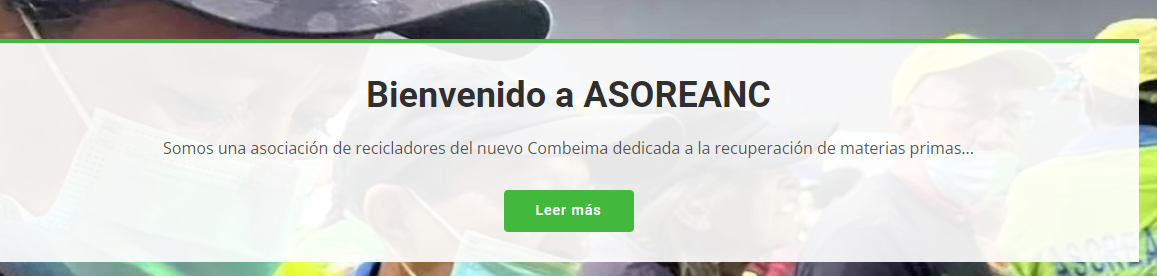 Bienvenido a ASOREANC
Somos una asociación de recicladores del nuevo Combeima dedicada a la recuperación de materias primas...
Leer más